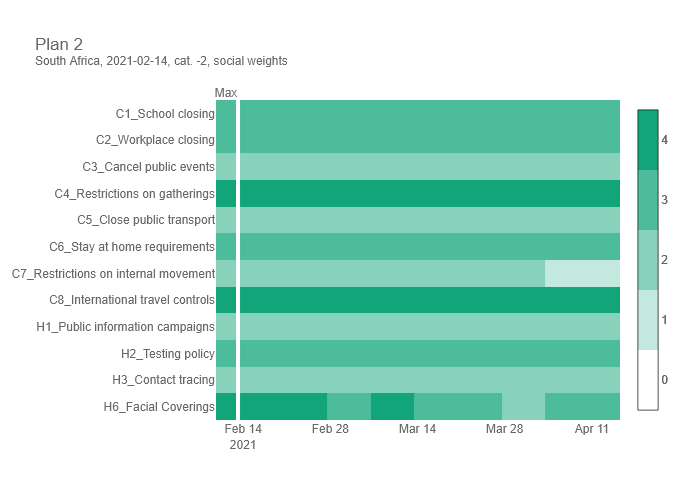 Plan 2
South Africa, 2021-02-14, cat. -2, social weights
Max
C1_School closing
C2_Workplace closing
C3_Cancel public events
C4_Restrictions on gatherings
C5_Close public transport
C6_Stay at home requirements
C7_Restrictions on internal movement
C8_International travel controls
H1_Public information campaigns
H2_Testing policy
H3_Contact tracing
H6_Facial Coverings
Feb 14 Feb 28 Mar 14 Mar 28 Apr 11
2021
4
3
2
1
0